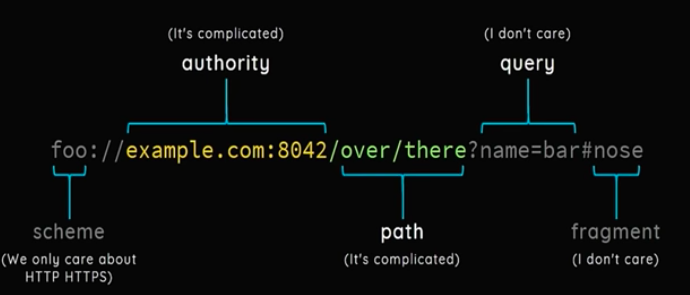 (It's complicated)
(I don't care)
authority
query
foo://example.com:8042/over/there?name=bar#nose
scheme
path
fragment
(We only care about
HTTP HTTPS)
(It's complicated)
(I don't care)